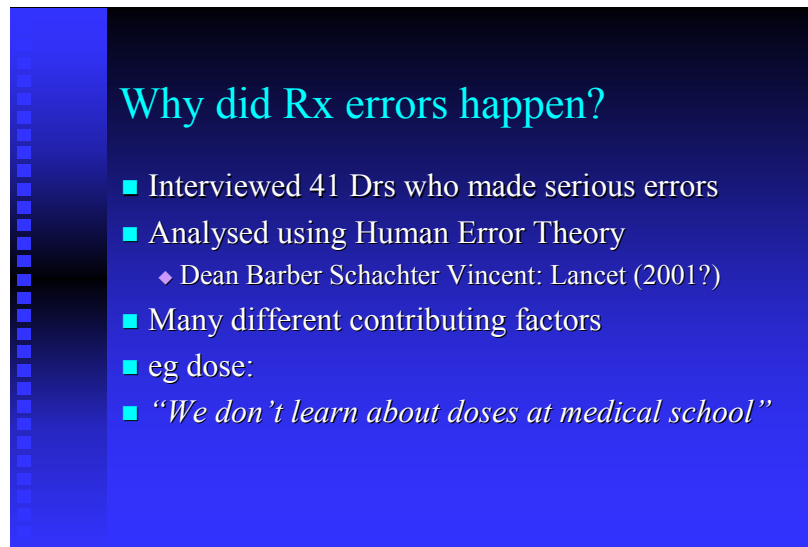 Why did Rx errors happen?
Interviewed 41 Drs who made serious errors
Analysed using Human Error Theory
Dean Barber Schachter Vincent: Lancet (2001?)
Many different contributing factors
eg dose:
“We don’t learn about doses at medical school”